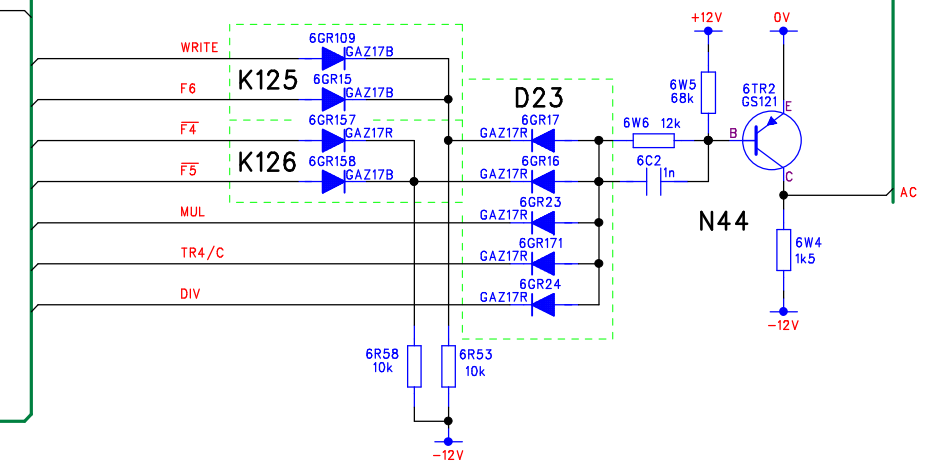 +12V
0V
WRITE
6GR109
GAZ17B
K125
F6
6GR15
GAZ17B
D23
6W5
68k
6TR2
GS121
E
F4
6GR157
GAZ17R
GAZ17R
6GR17
6W6 12k
B
K126
F5
6GR158
GAZ17B
GAZ17R
6GR16
6C2
1n
C
AC
MUL
GAZ17R
6GR23
N44
TR4/C
GAZ17R
6GR171
6W4
1k5
DIV
GAZ17R
6GR24
-12V
6R58
10k
6R53
10k
-12V